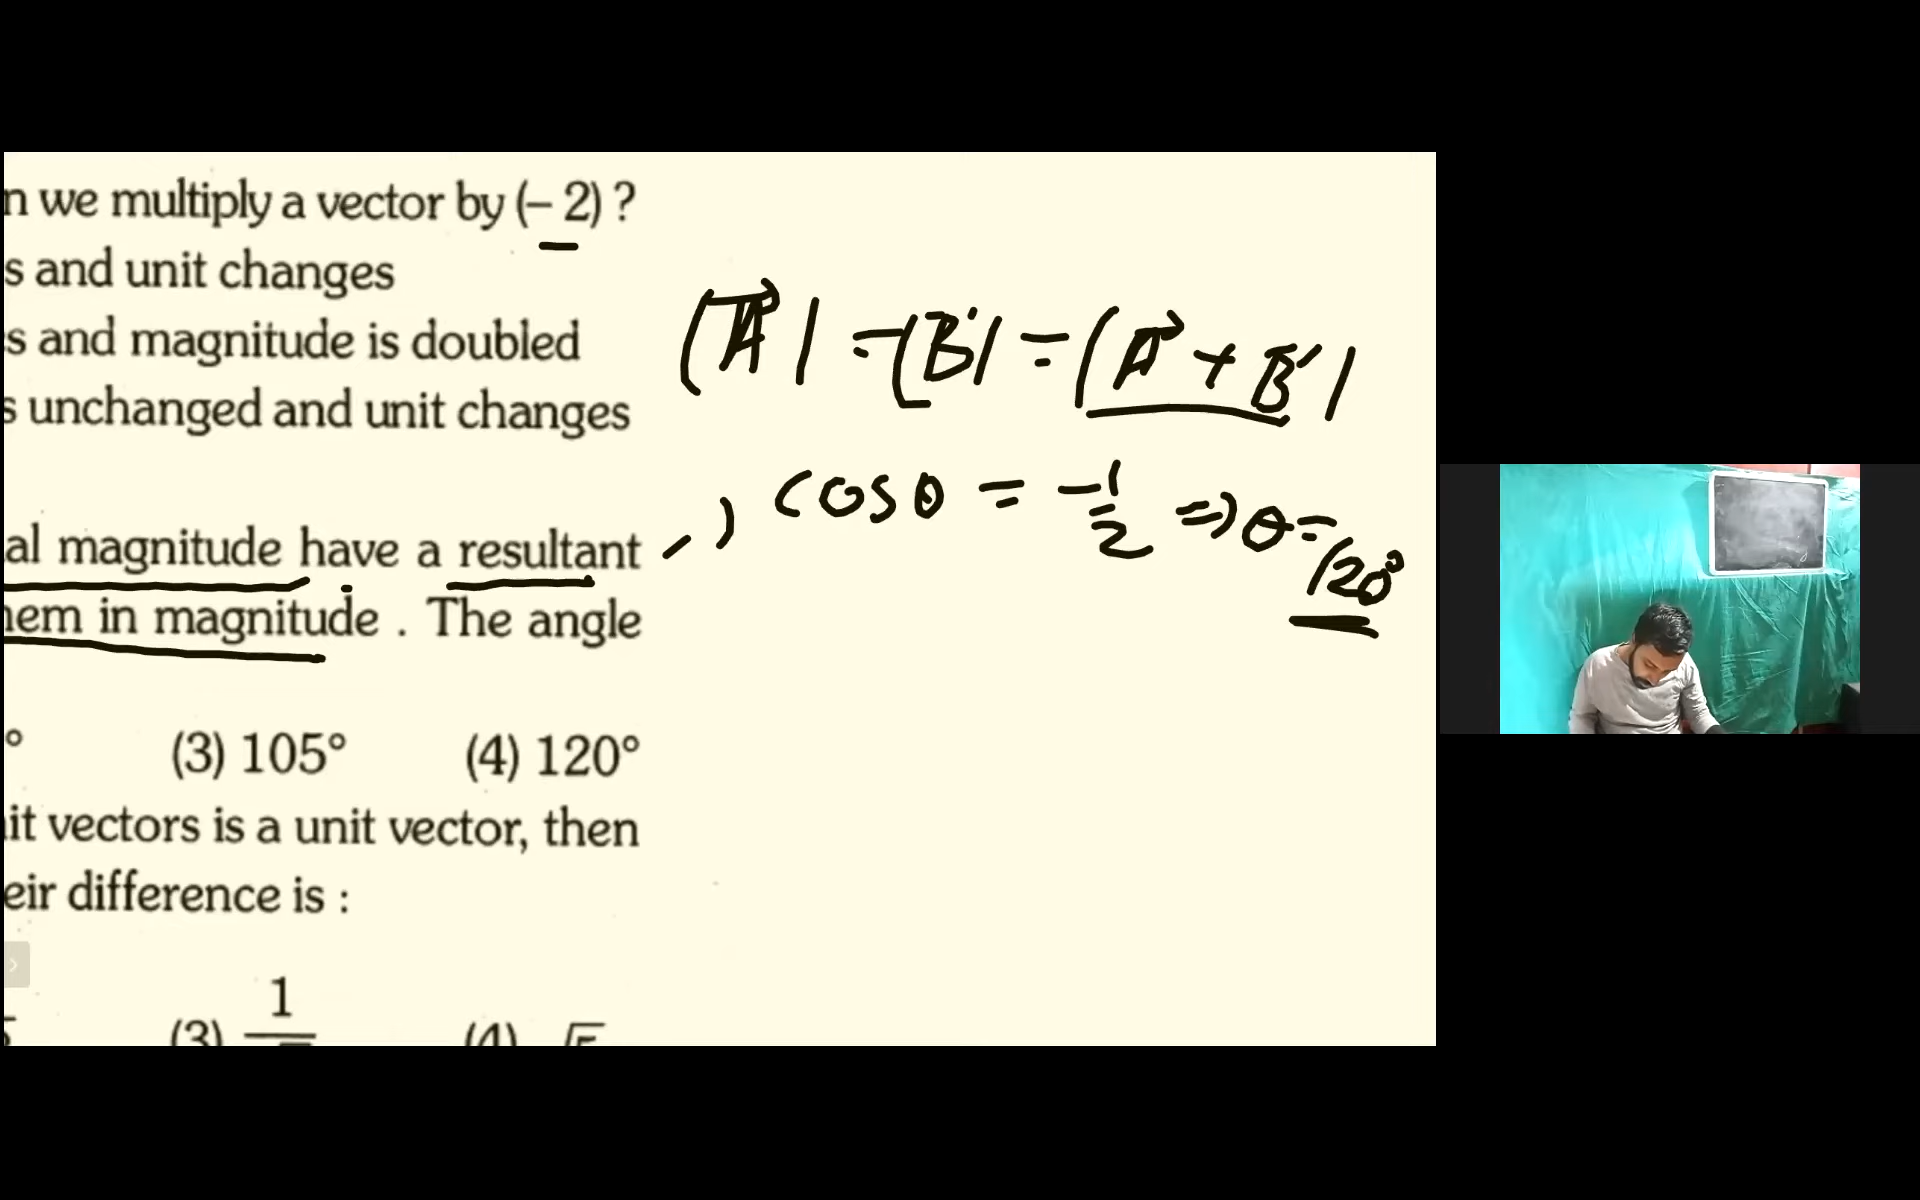 n we multiply a vector by (– 2) ?
s and unit changes
s and magnitude is doubled
s unchanged and unit changes
al magnitude have a resultant
hem in magnitude . The angle
° (3) 105° (4) 120°
it vectors is a unit vector, then
eir difference is :
(3) 1 (4) √
|A⃗| = |B⃗| = |A⃗ + B⃗|
, cosθ = -1/2 ⇒ θ = 120°